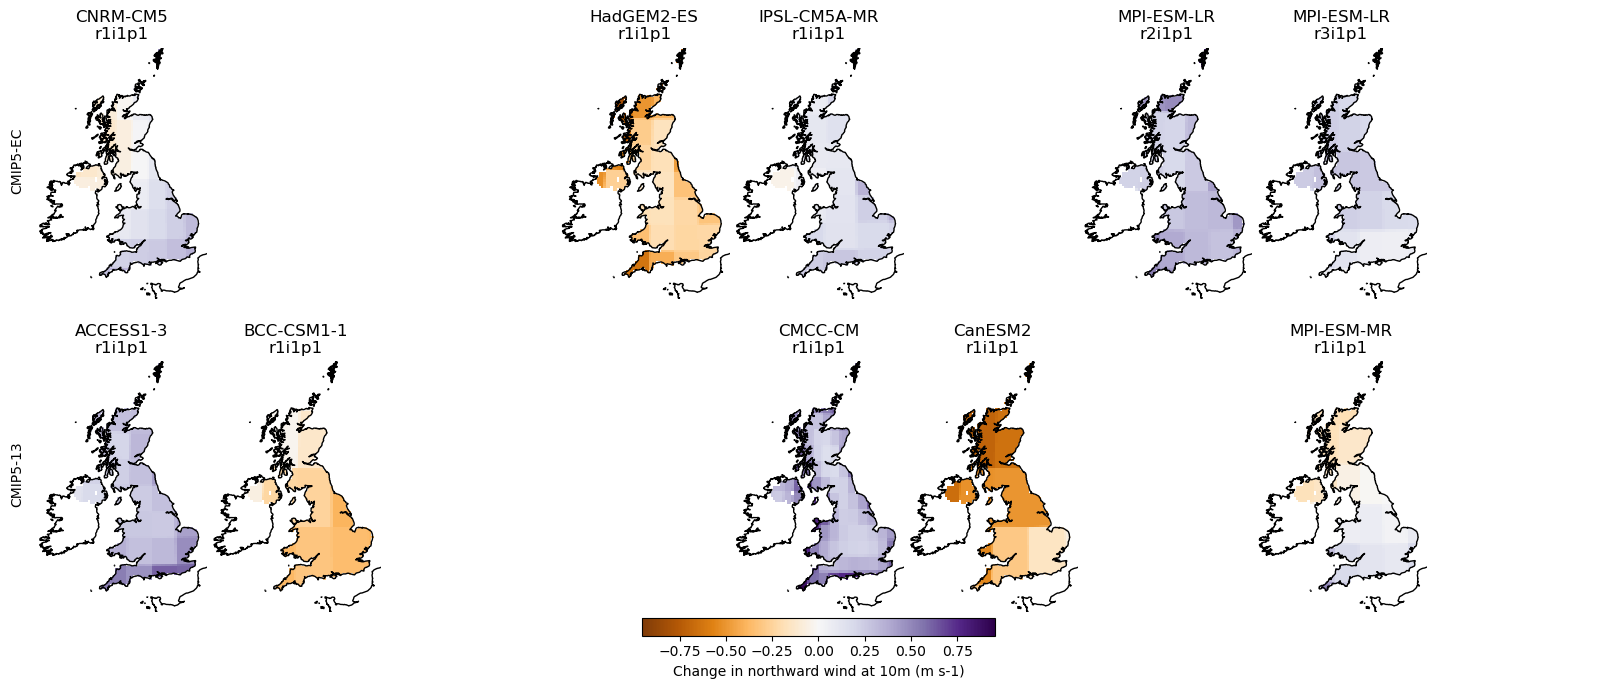 CNRM-CM5
r1i1p1
HadGEM2-ES
r1i1p1
IPSL-CM5A-MR
r1i1p1
MPI-ESM-LR
r2i1p1
MPI-ESM-LR
r3i1p1
CMIP5-EC
ACCESS1-3
r1i1p1
BCC-CSM1-1
r1i1p1
CMCC-CM
r1i1p1
CanESM2
r1i1p1
MPI-ESM-MR
r1i1p1
CMIP5-13
−0.75 −0.50 −0.25 0.00 0.25 0.50 0.75
Change in northward wind at 10m (m s-1)